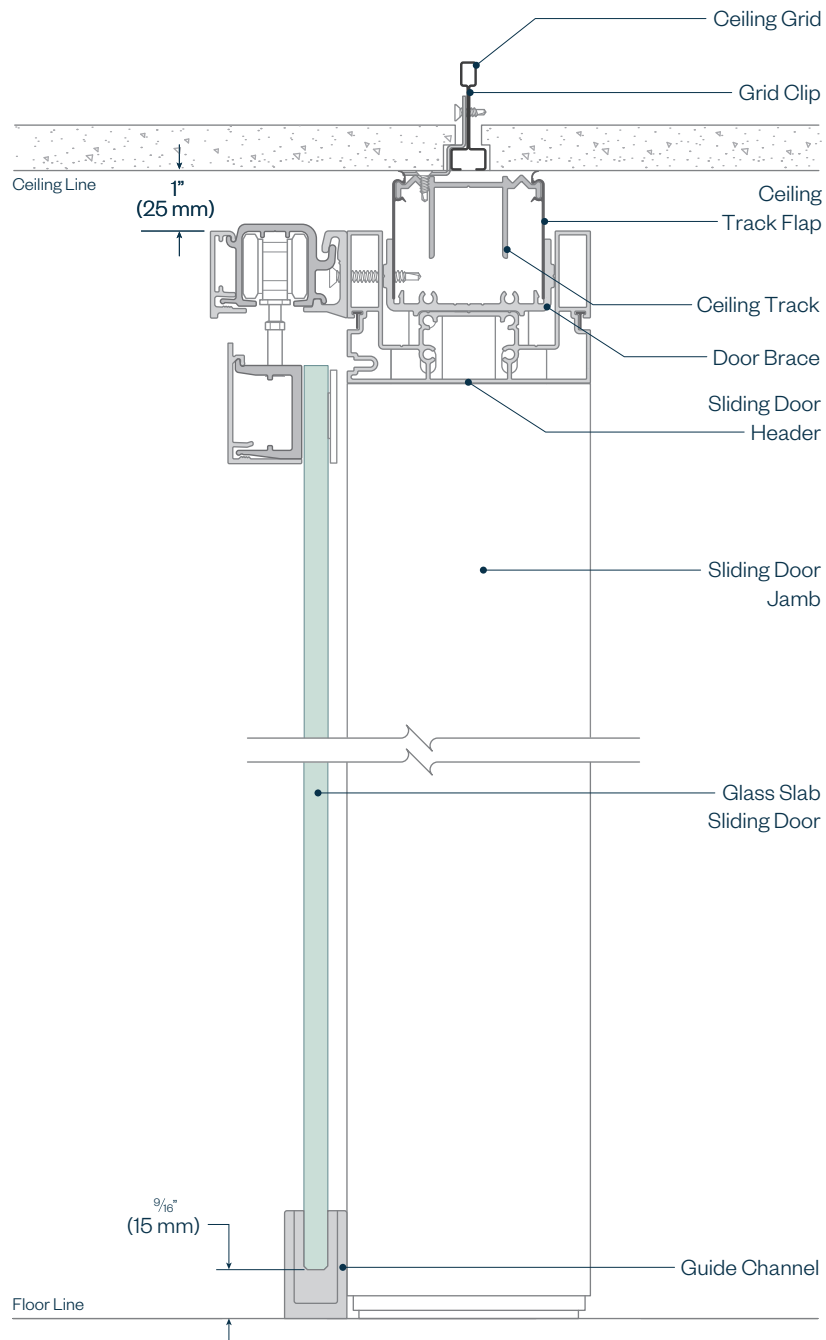 Ceiling Grid
Grid Clip
Ceiling Line
1”
(25 mm)
Ceiling
Track Flap
Ceiling Track
Door Brace
Sliding Door
Header
Sliding Door
Jamb
Glass Slab
Sliding Door
9/16”
(15 mm)
Guide Channel
Floor Line